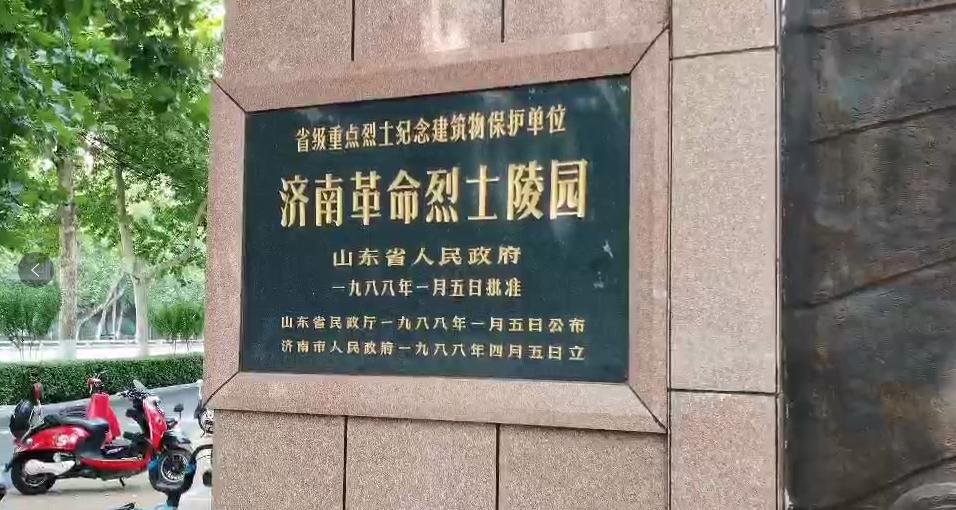 省级重点烈士纪念建筑物保护单位
济南革命烈士陵园
山东省人民政府
一九八八年一月五日批准
山东省民政厅一九八八年一月五日公布
济南市人民政府一九八八年四月五日立